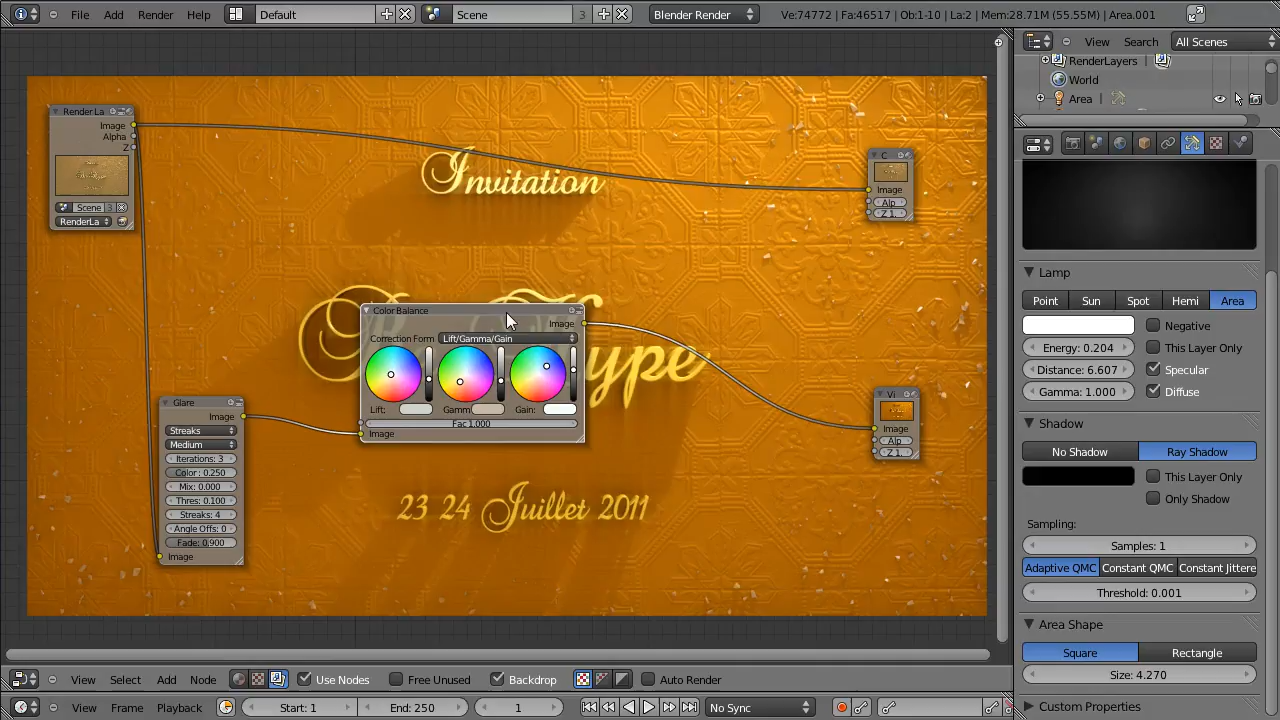 File Add Render Help Default Scene 3 Blender Render Ve:74772 | Fa:46517 | Ob:1-10 | La:2 | Mem:28.71M (55.55M) | Area.001
View Search All Scenes
RenderLayers
World
Area
Render La
Image
Alpha
Z
Scene 3
RenderLa
Invitation
C
Image
Alp
Z 1.
Color Balance
Image
Correction Form Lift/Gamma/Gain
Lift: Gamm Gain:
Fac 1.000
Image
ype
Glare
Image
Streaks
Medium
Iterations: 3
Color : 0.250
Mix: 0.000
Thres: 0.100
Streaks: 4
Angle Offs: 0
Fade: 0.900
Image
Vi
Image
Alp
Z 1.
23 24 Juillet 2011
Lamp
Point Sun Spot Hemi Area
Negative
Energy: 0.204 This Layer Only
Distance: 6.607 Specular
Gamma: 1.000 Diffuse
Shadow
No Shadow Ray Shadow
This Layer Only
Only Shadow
Sampling:
Samples: 1
Adaptive QMC Constant QMC Constant Jittere
Threshold: 0.001
Area Shape
Square Rectangle
Size: 4.270
Custom Properties
View Select Add Node Use Nodes Free Unused Backdrop Auto Render
View Frame Playback Start: 1 End: 250 1 No Sync